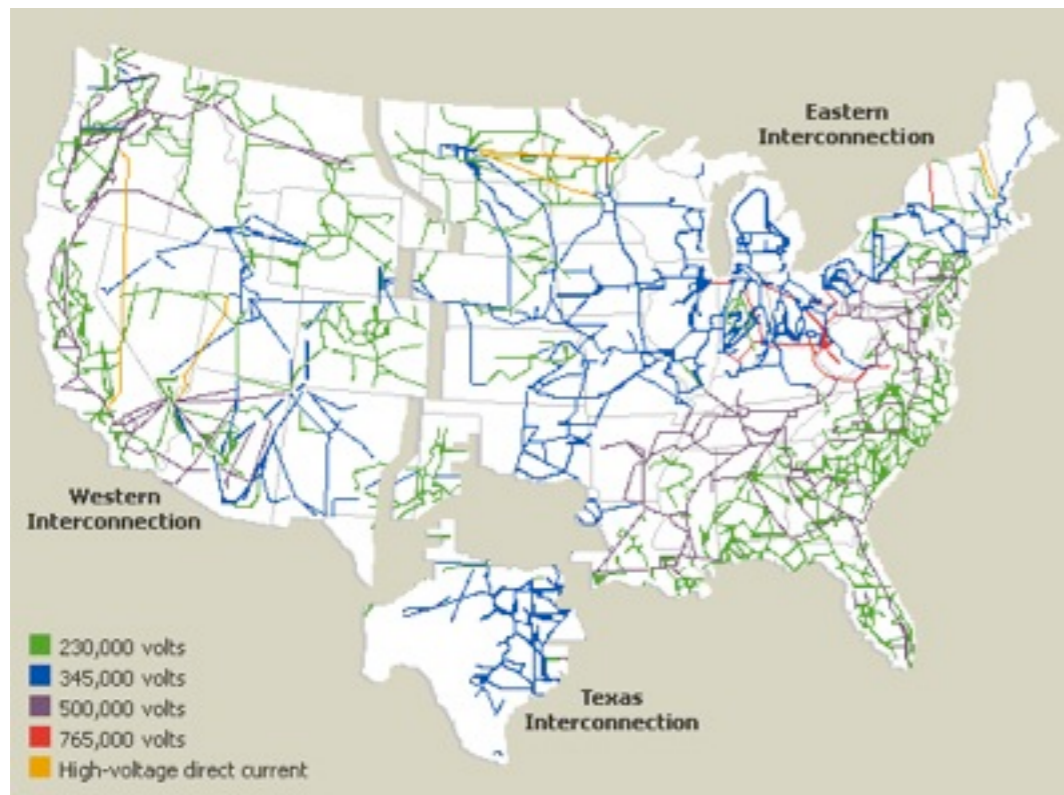 Eastern
Interconnection
Western
Interconnection
Texas
Interconnection
230,000 volts
345,000 volts
500,000 volts
765,000 volts
High-voltage direct current